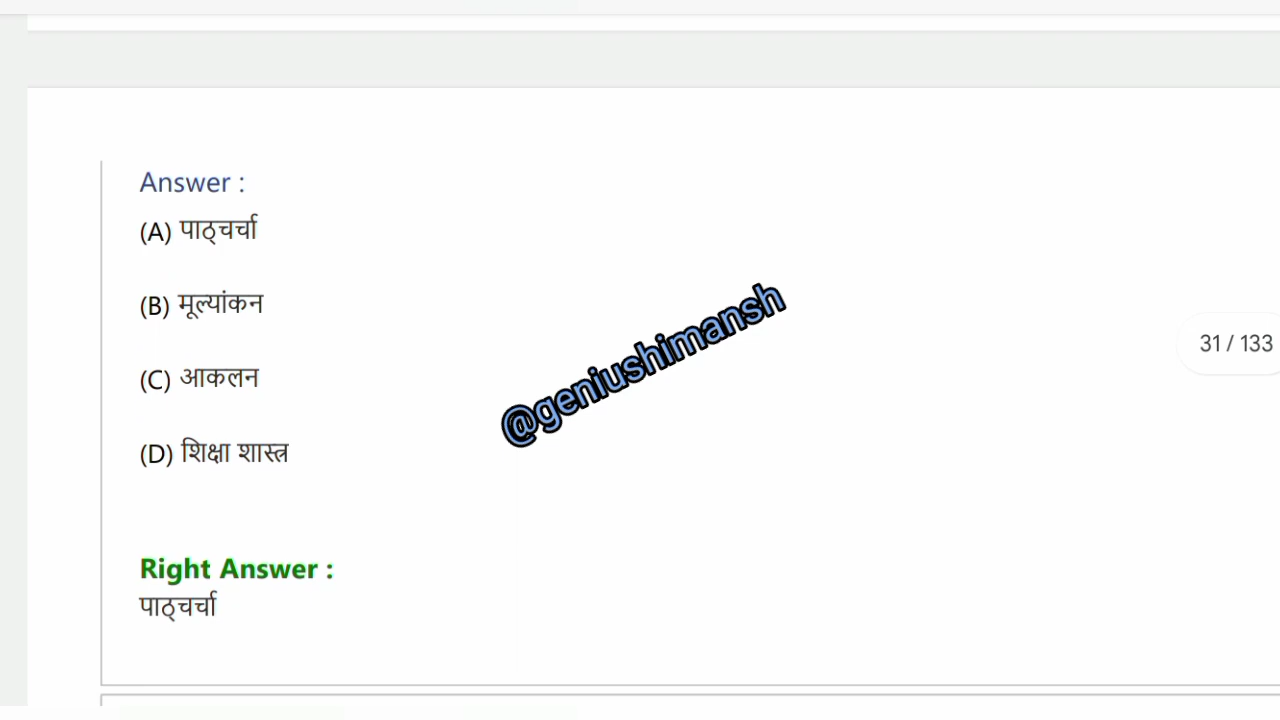 Answer :
(A) पाठ्चर्चा
(B) मूल्यांकन
(C) आकलन
(D) शिक्षा शास्त्र
@geniushimansh
31 / 133
Right Answer :
पाठ्चर्चा